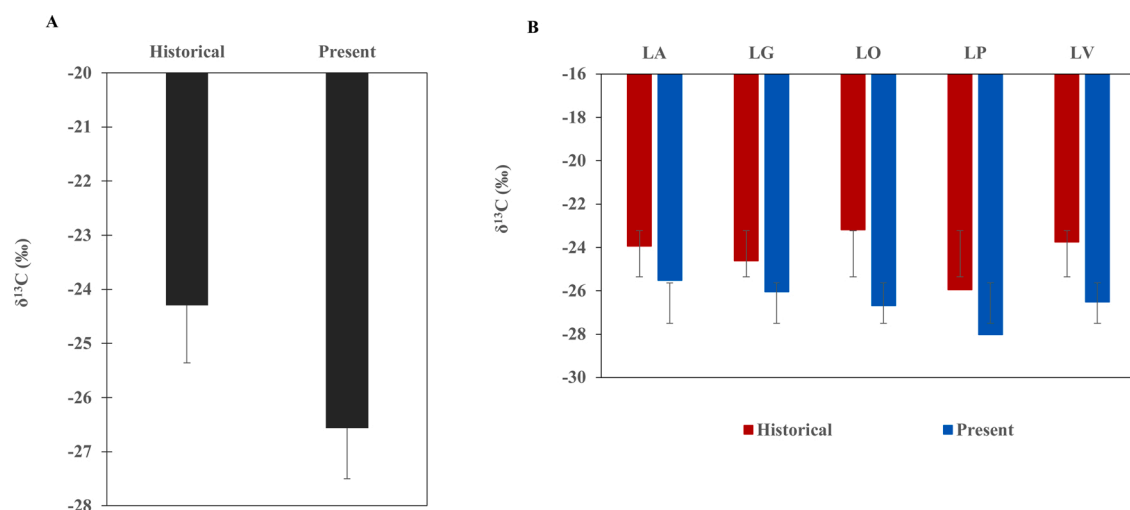 A
Historical Present
-20
-21
-22
-23
-24
-25
-26
-27
-28
δ¹³C (‰)
B
LA LG LO LP LV
-16
-18
-20
-22
-24
-26
-28
-30
δ¹³C (‰)
Historical Present